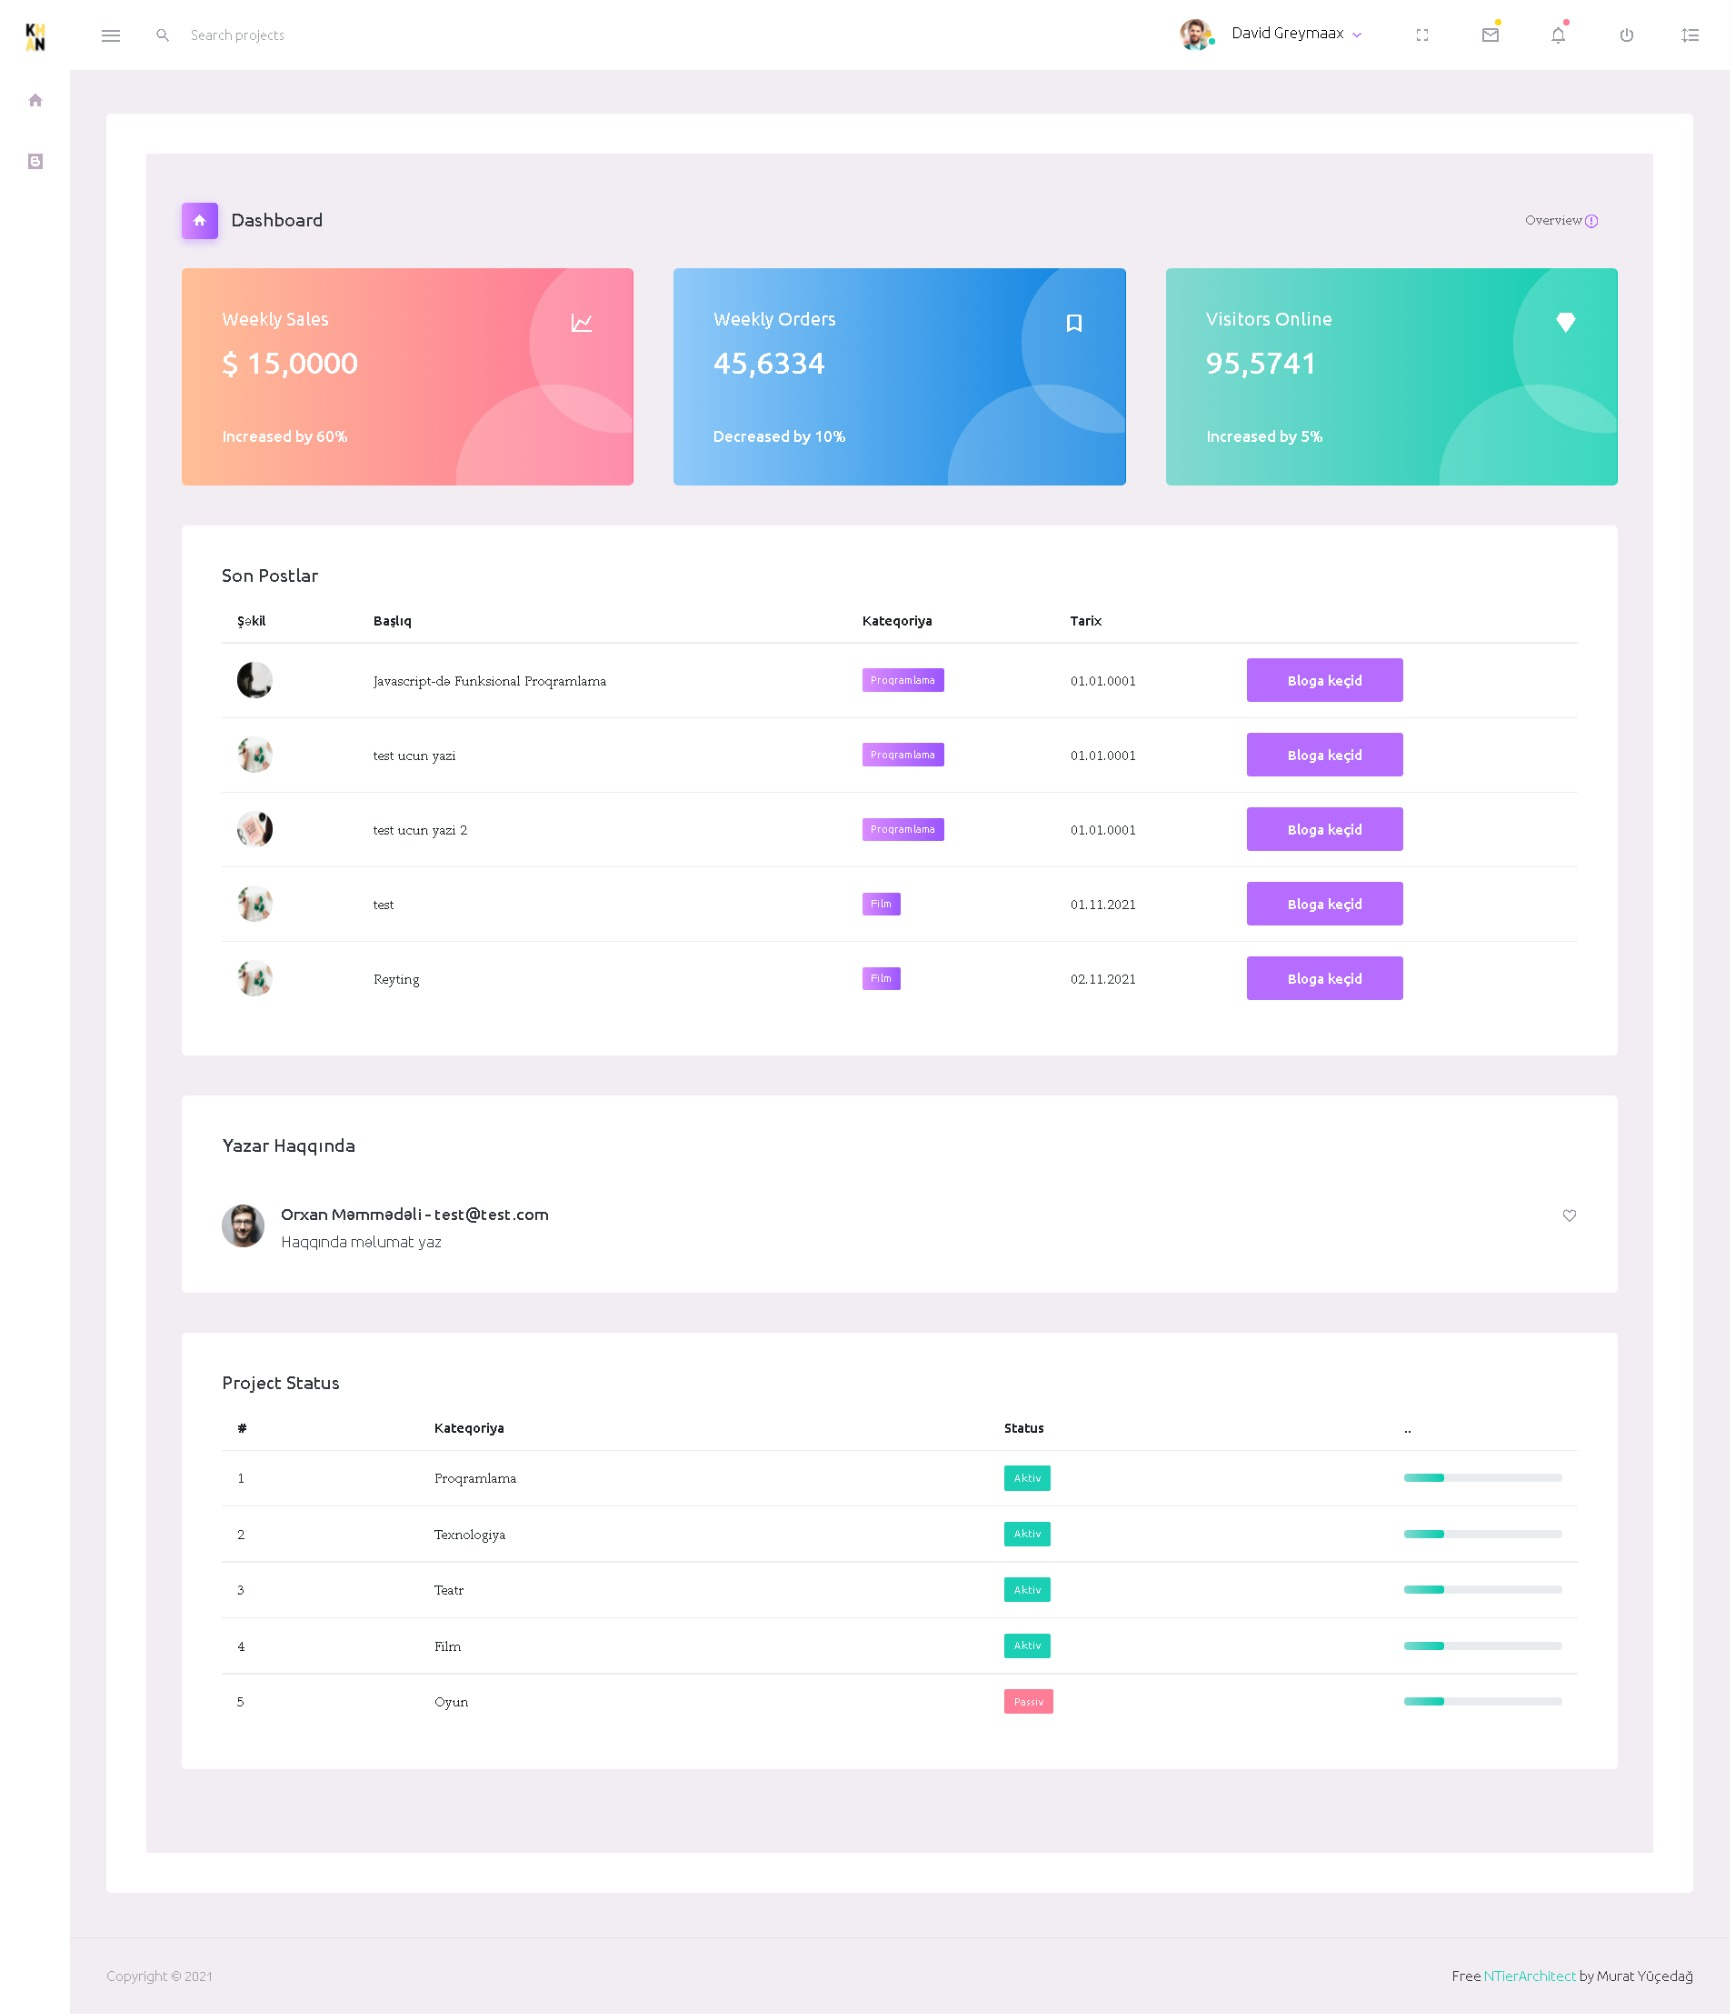 KH
AN
Search projects
David Greymaax
Dashboard
Overview
Weekly Sales
$ 15,0000
Increased by 60%
Weekly Orders
45,6334
Decreased by 10%
Visitors Online
95,5741
Increased by 5%
Son Postlar
Şəkil Başlıq Kateqoriya Tarix
Javascript-də Funksional Proqramlama Proqramlama 01.01.0001 Bloga keçid
test ucun yazi Proqramlama 01.01.0001 Bloga keçid
test ucun yazi 2 Proqramlama 01.01.0001 Bloga keçid
test Film 01.11.2021 Bloga keçid
Reyting Film 02.11.2021 Bloga keçid
Yazar Haqqında
Orxan Məmmədəli - test@test.com
Haqqında məlumat yaz
Project Status
# Kateqoriya Status ..
1 Proqramlama Aktiv
2 Texnologiya Aktiv
3 Teatr Aktiv
4 Film Aktiv
5 Oyun Passiv
Copyright © 2021
Free NTierArchitect by Murat Yüçedağ